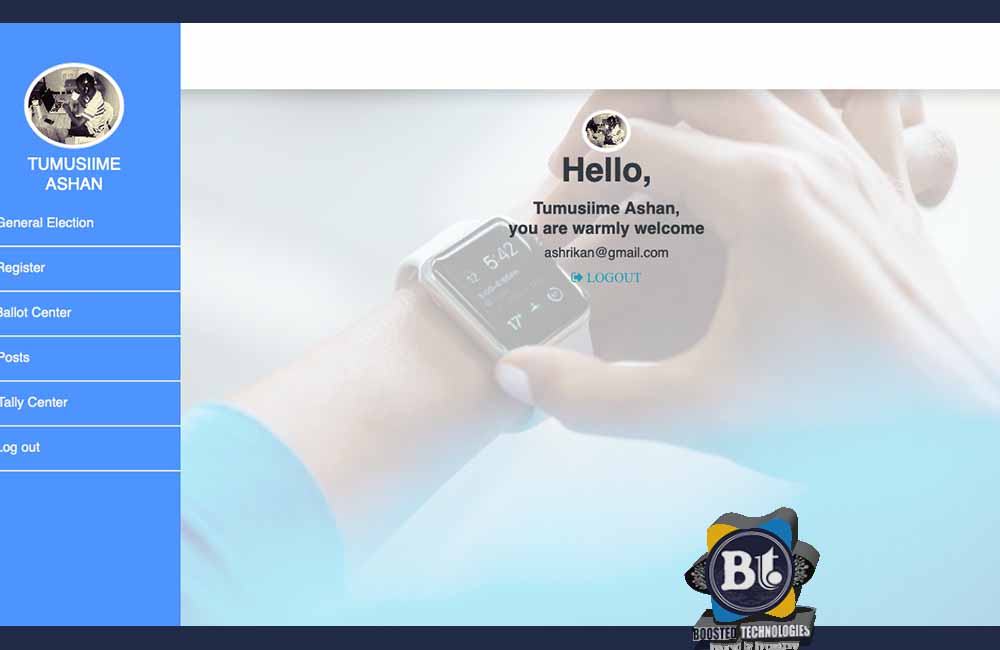 TUMUSIIME
ASHAN
General Election
Register
Ballot Center
Posts
Tally Center
Log out
Hello,
Tumusiime Ashan,
you are warmly welcome
ashrikan@gmail.com
LOGOUT
5:42
12
17°
Bt
BOOSTED TECHNOLOGIES